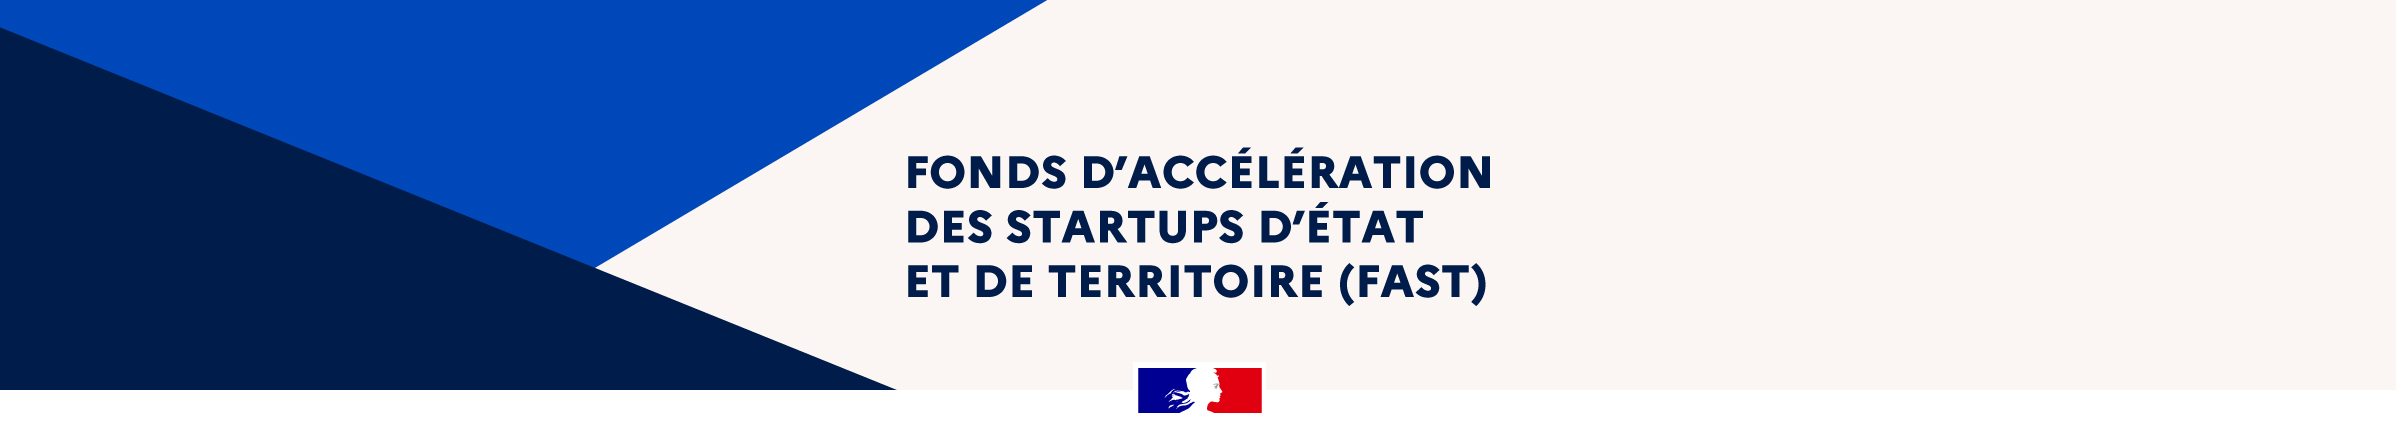 FONDS D’ACCÉLÉRATION
DES STARTUPS D’ÉTAT
ET DE TERRITOIRE (FAST)